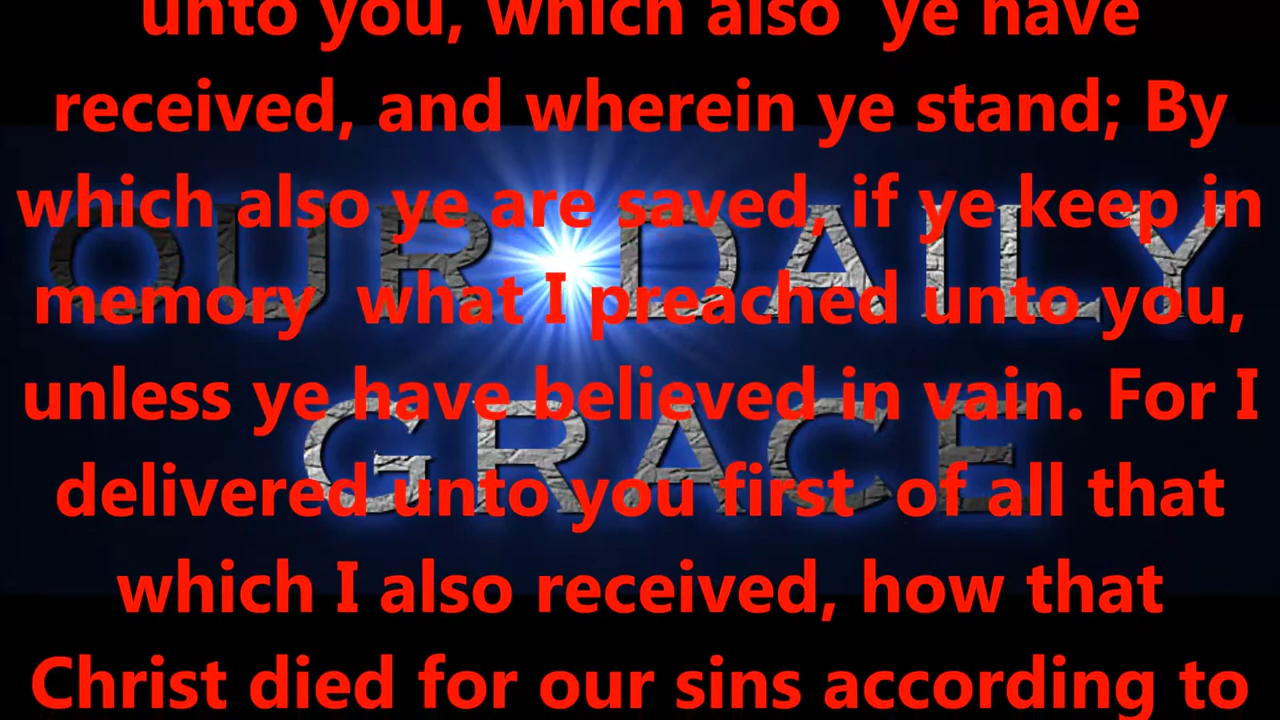 unto you, which also  ye have
received, and wherein ye stand; By
which also ye are saved, if ye keep in
memory  what I preached unto you,
unless ye have believed in vain. For I
delivered unto you first  of all that
which I also received, how that
Christ died for our sins according to
OUR DAILY
GRACE